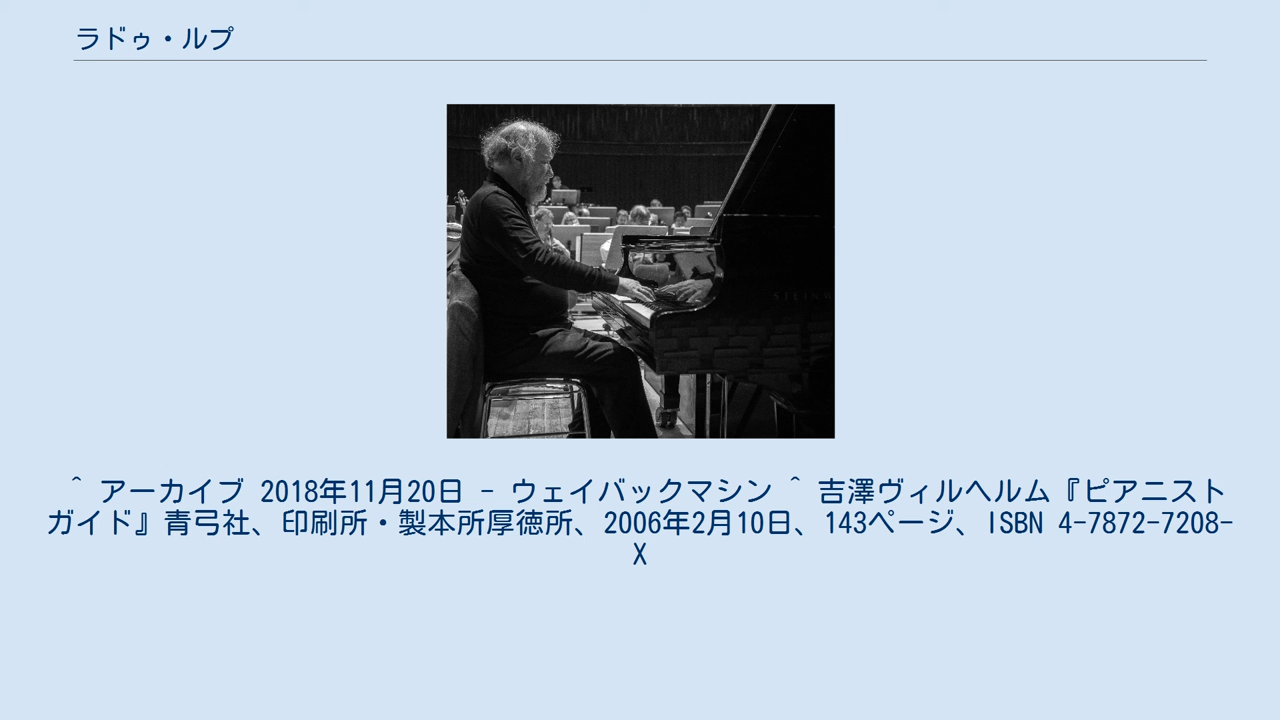 ラドゥ・ルプ
STEINW
^ アーカイブ 2018年11月20日 - ウェイバックマシン ^ 吉澤ヴィルヘルム『ピアニスト
ガイド』青弓社、印刷所・製本所厚徳所、2006年2月10日、143ページ、ISBN 4-7872-7208-
X